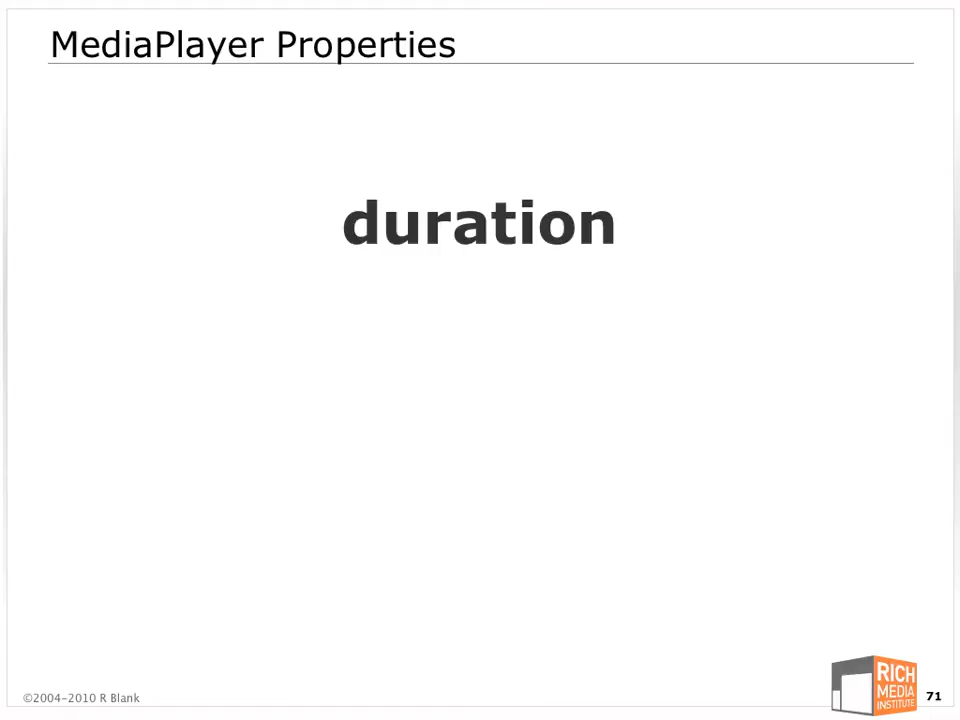 MediaPlayer Properties
duration
©2004-2010 R Blank
RICH
MEDIA
INSTITUTE
71